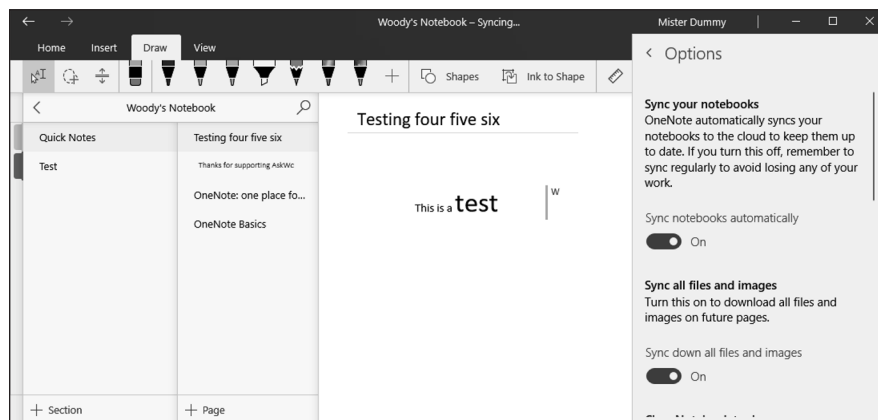 Woody's Notebook – Syncing...
Mister Dummy
Home Insert Draw View
Options
Shapes
Ink to Shape
Woody's Notebook
Quick Notes
Test
Testing four five six
Thanks for supporting AskWc
OneNote: one place fo...
OneNote Basics
Testing four five six
This is a test
W
Sync your notebooks
OneNote automatically syncs your
notebooks to the cloud to keep them up
to date. If you turn this off, remember to
sync regularly to avoid losing any of your
work.
Sync notebooks automatically
On
Sync all files and images
Turn this on to download all files and
images on future pages.
Sync down all files and images
On
+ Section
+ Page